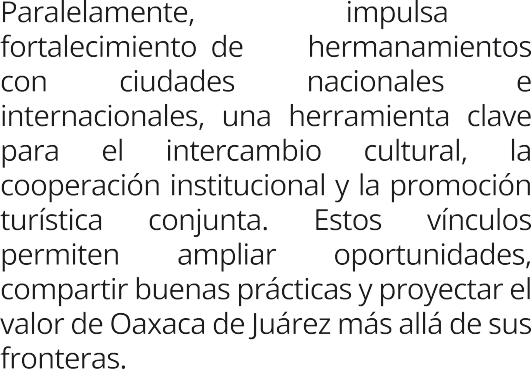 Paralelamente, impulsa
fortalecimiento de hermanamientos
con ciudades nacionales e
internacionales, una herramienta clave
para el intercambio cultural, la
cooperación institucional y la promoción
turística conjunta. Estos vínculos
permiten ampliar oportunidades,
compartir buenas prácticas y proyectar el
valor de Oaxaca de Juárez más allá de sus
fronteras.